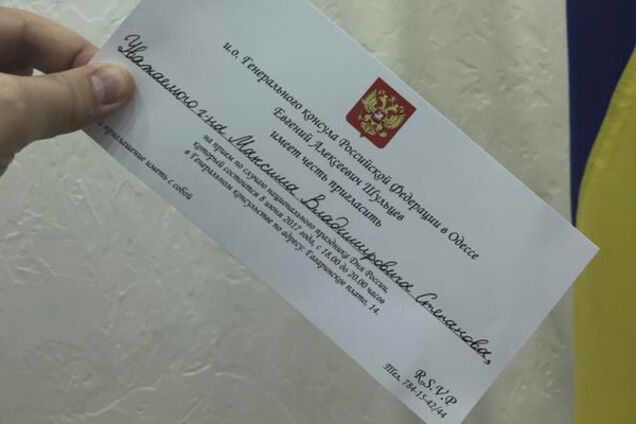 и.о. Генерального консула Российской Федерации в Одессе
Евгений Алексеевич Шульцев
имеет честь пригласить
Уважаемого г-на Максима Владимировича Степанова,
на прием по случаю национального праздника Дня России,
который состоится 8 июня 2017 года, с 18.00 до 20.00 часов
в Генеральном консульстве по адресу: Гагаринское плато, 14.
приглашение иметь с собой
R.S.V.P
Тел. 784-15-42/44